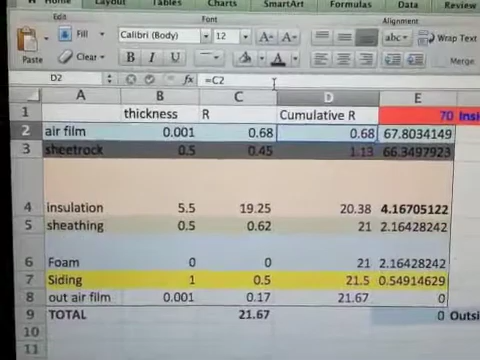 Home Layout Tables Charts SmartArt Formulas Data Review
Edit Font Alignment
Fill Calibri (Body) 12 A A abc Wrap Text
Paste Clear B I U A Merge
D2 fx =C2
A B C D E
1 thickness R Cumulative R 70 Insi
2 air film 0.001 0.68 0.68 67.8034149
3 sheetrock 0.5 0.45 1.13 66.3497923
4 insulation 5.5 19.25 20.38 4.16705122
5 sheathing 0.5 0.62 21 2.16428242
6 Foam 0 0 21 2.16428242
7 Siding 1 0.5 21.5 0.54914629
8 out air film 0.001 0.17 21.67 0
9 TOTAL 21.67 0 Outsi
10
11